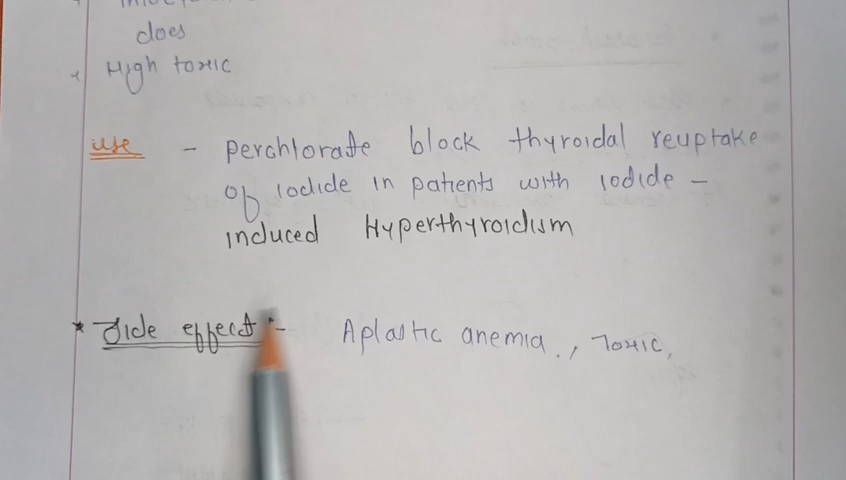 does
High toxic
use - perchlorate block thyroidal reuptake
of iodide in patients with iodide -
induced Hyperthyroidism
* Side effect :- Aplastic anemia., Toxic,